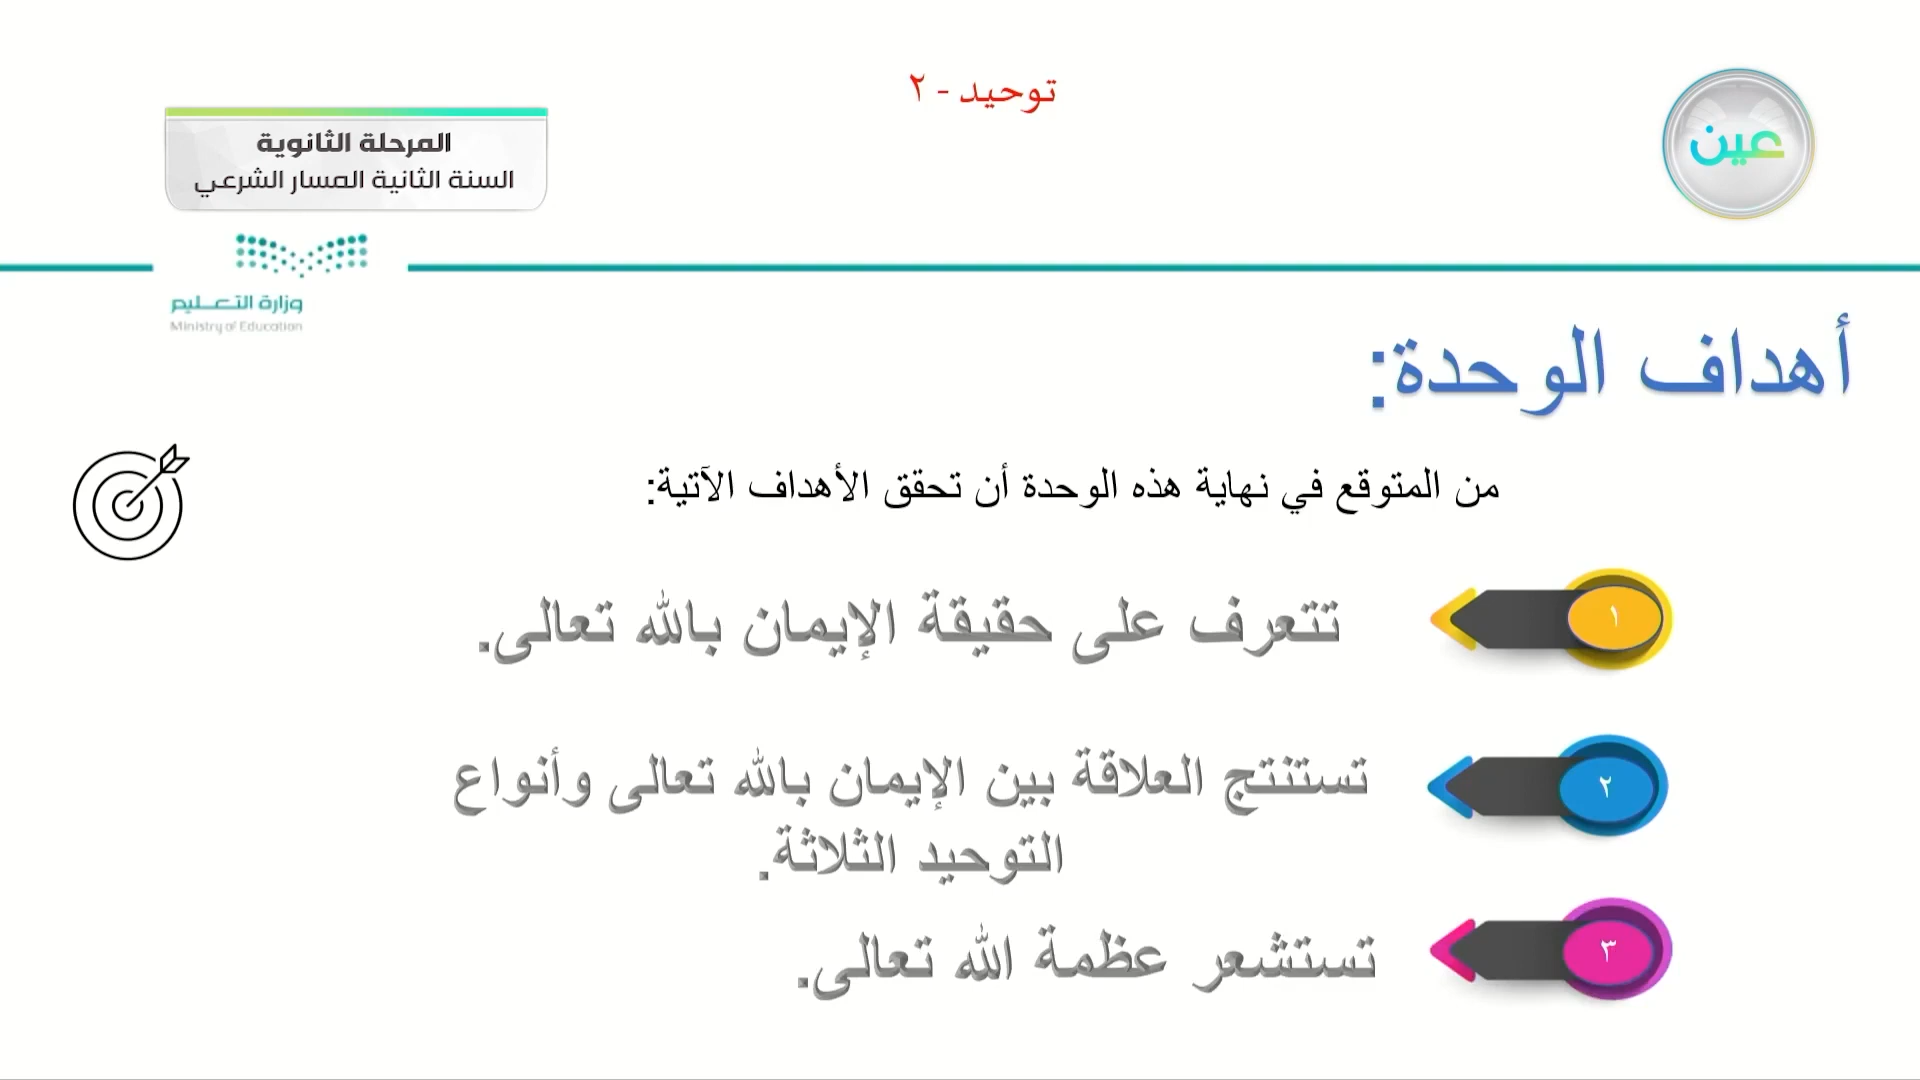 توحيد - ٢
عين
المرحلة الثانوية
السنة الثانية المسار الشرعي
وزارة التعليم
Ministry of Education
أهداف الوحدة:
من المتوقع في نهاية هذه الوحدة أن تحقق الأهداف الآتية:
١
تتعرف على حقيقة الإيمان بالله تعالى.
٢
تستنتج العلاقة بين الإيمان بالله تعالى وأنواع
التوحيد الثلاثة.
٣
تستشعر عظمة الله تعالى.